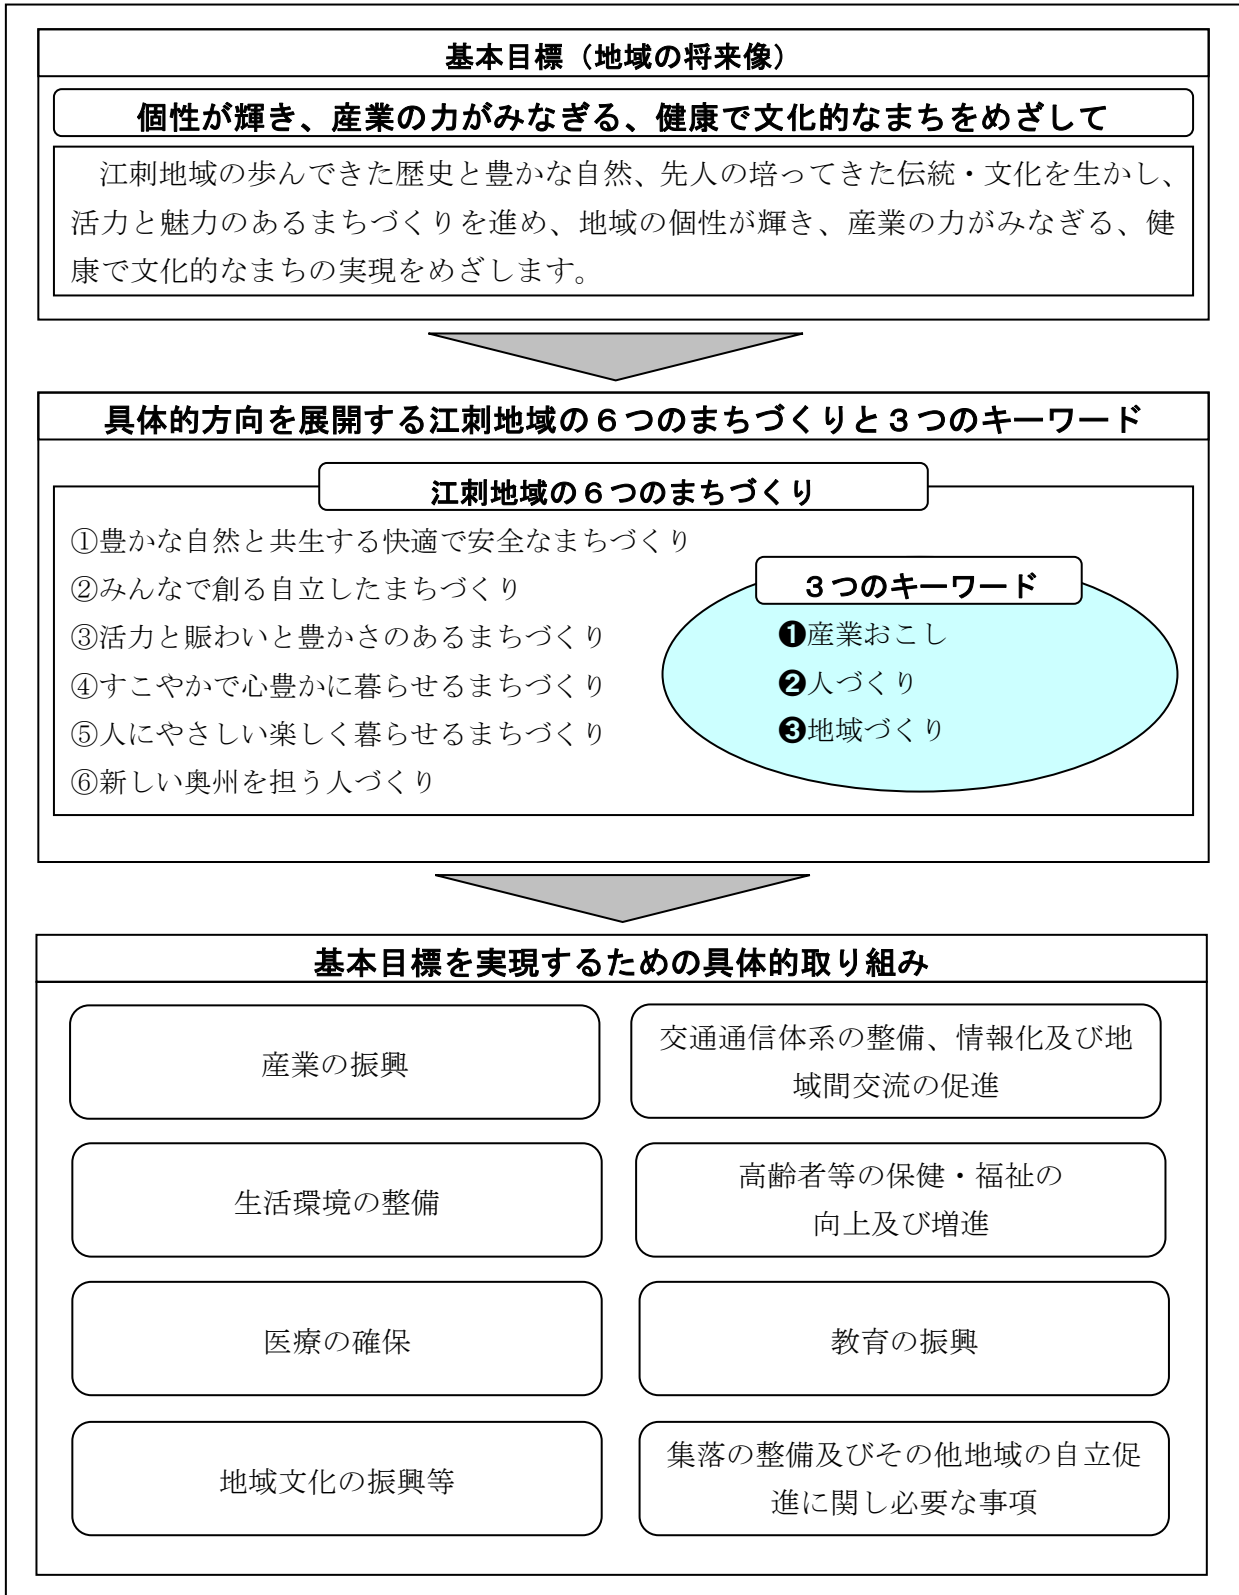 基本目標（地域の将来像）
個性が輝き、産業の力がみなぎる、健康で文化的なまちをめざして
江刺地域の歩んできた歴史と豊かな自然、先人の培ってきた伝統・文化を生かし、
活力と魅力のあるまちづくりを進め、地域の個性が輝き、産業の力がみなぎる、健
康で文化的なまちの実現をめざします。
具体的方向を展開する江刺地域の６つのまちづくりと３つのキーワード
江刺地域の６つのまちづくり
①豊かな自然と共生する快適で安全なまちづくり
②みんなで創る自立したまちづくり
③活力と賑わいと豊かさのあるまちづくり
④すこやかで心豊かに暮らせるまちづくり
⑤人にやさしい楽しく暮らせるまちづくり
⑥新しい奥州を担う人づくり
３つのキーワード
❶産業おこし
❷人づくり
❸地域づくり
基本目標を実現するための具体的取り組み
産業の振興
交通通信体系の整備、情報化及び地
域間交流の促進
生活環境の整備
高齢者等の保健・福祉の
向上及び増進
医療の確保
教育の振興
地域文化の振興等
集落の整備及びその他地域の自立促
進に関し必要な事項